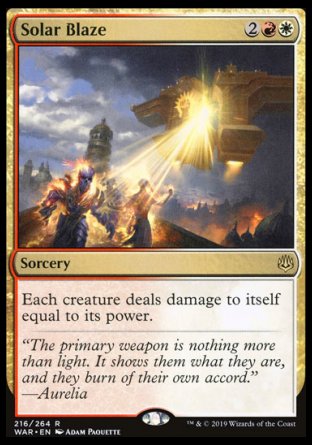 Solar Blaze 2
Sorcery
Each creature deals damage to itself
equal to its power.
“The primary weapon is nothing more
than light. It shows them what they are,
and they burn of their own accord.”
—Aurelia
216/264 R
WAR • EN Adam Paquette
™ & © 2019 Wizards of the Coast